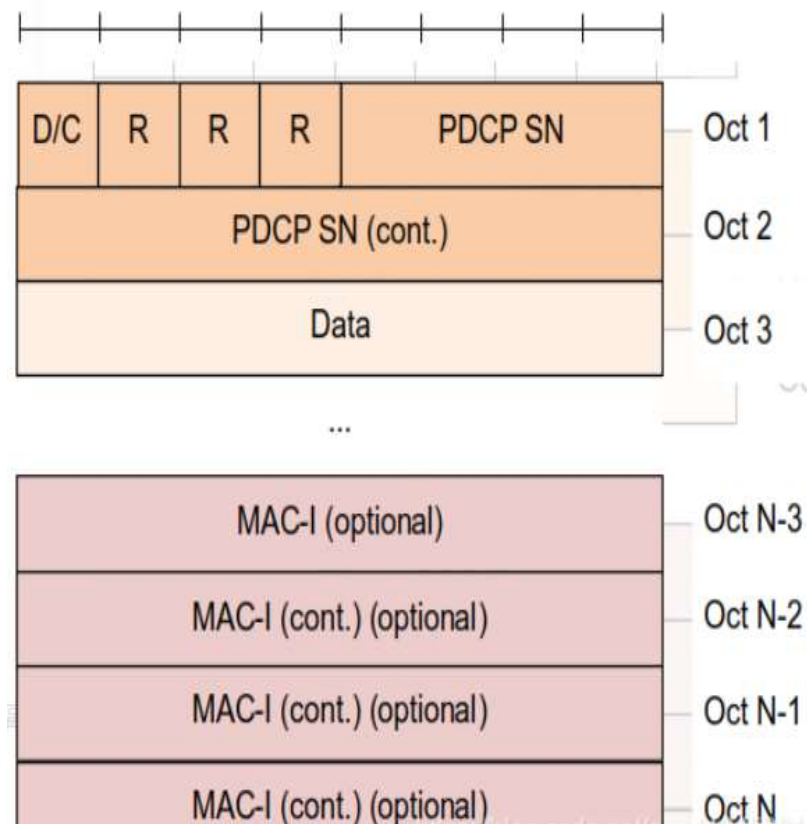 D/C R R R PDCP SN Oct 1
PDCP SN (cont.) Oct 2
Data Oct 3
...
MAC-I (optional) Oct N-3
MAC-I (cont.) (optional) Oct N-2
MAC-I (cont.) (optional) Oct N-1
MAC-I (cont.) (optional) Oct N